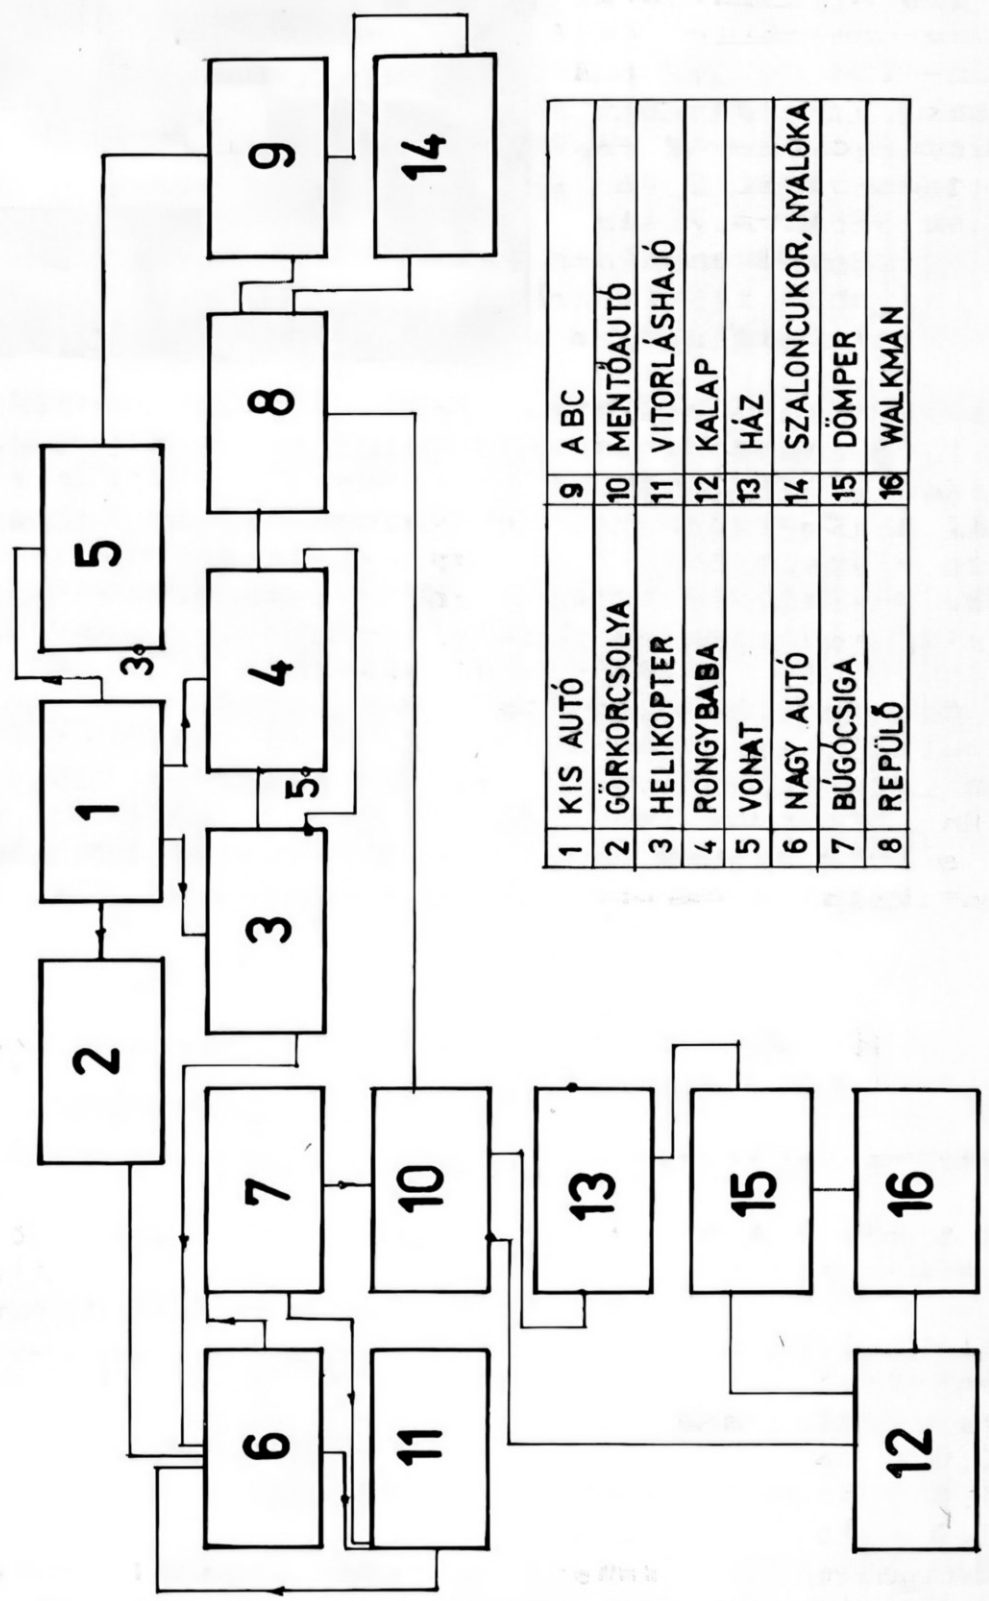 2
1
5
3
6
7
3
4
5
8
9
11
10
14
13
15
12
16
1 KIS AUTÓ 9 ABC
2 GÖRKORCSOLYA 10 MENTŐAUTÓ
3 HELIKOPTER 11 VITORLÁSHAJÓ
4 RONGYBABA 12 KALAP
5 VONAT 13 HÁZ
6 NAGY AUTÓ 14 SZALONCUKOR, NYALÓKA
7 BÚGÓCSIGA 15 DÖMPER
8 REPÜLŐ 16 WALKMAN